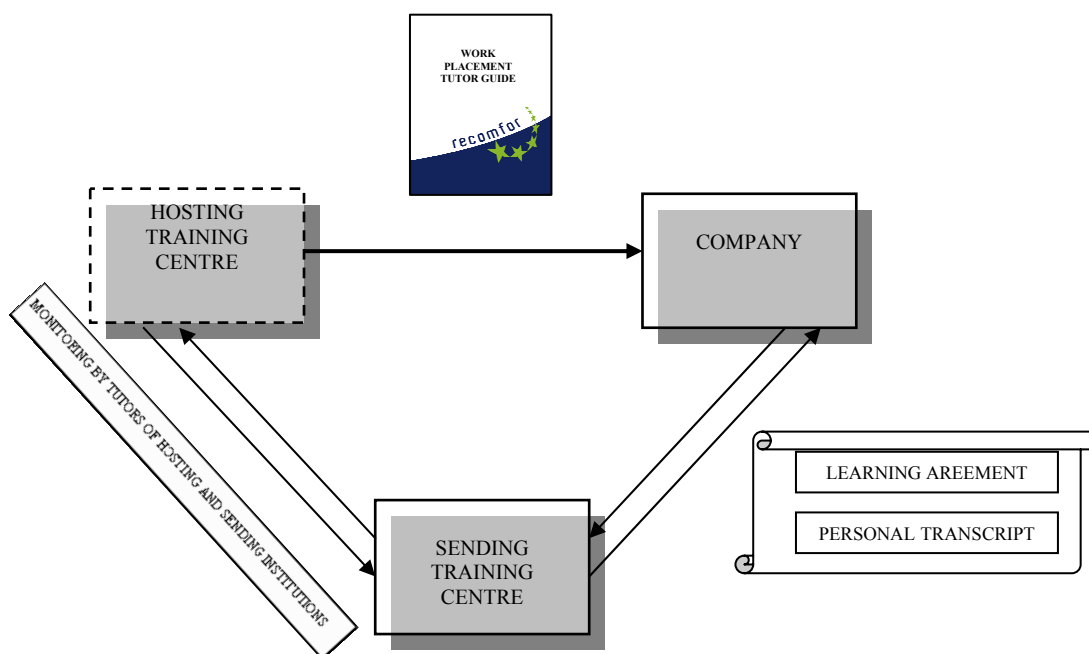 WORK
PLACEMENT
TUTOR GUIDE
recomfor
HOSTING
TRAINING
CENTRE
COMPANY
MONITOPING BY TUTORS OF HOSTING AND SENDING INSTITUTIONS
LEARNING AREEMENT
PERSONAL TRANSCRIPT
SENDING
TRAINING
CENTRE